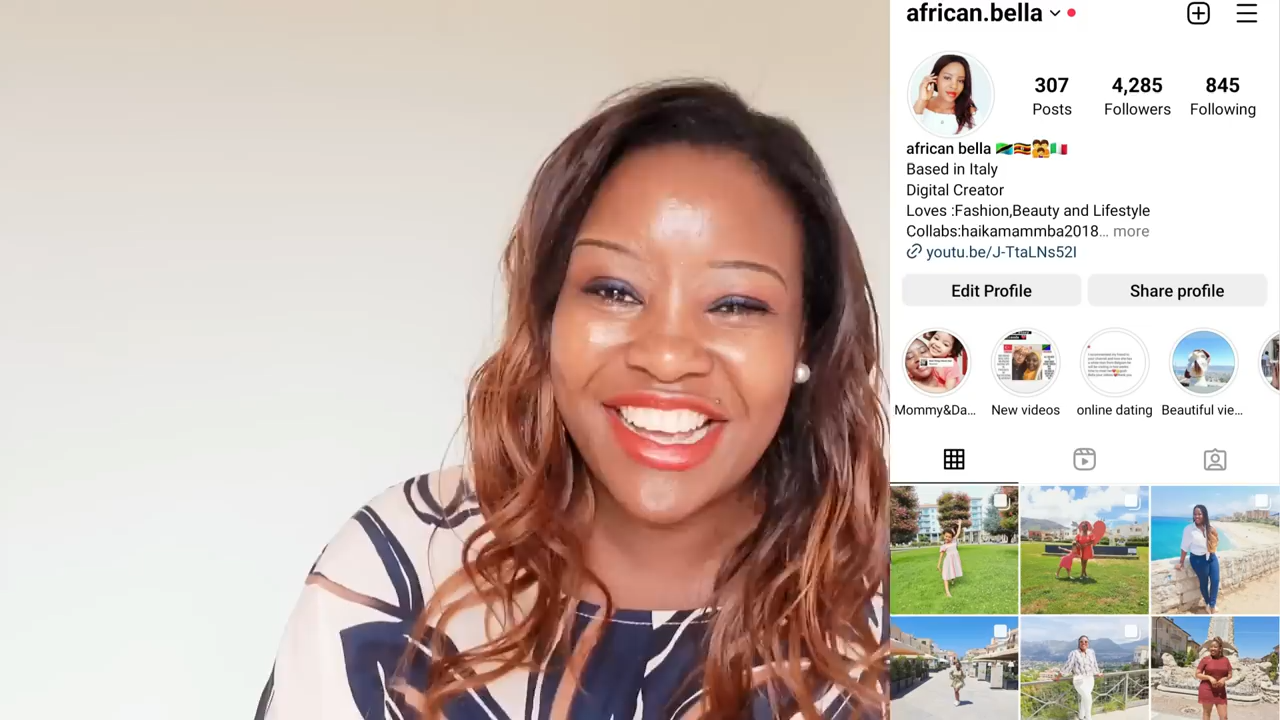 african.bella
307 4,285 845
Posts Followers Following
african bella 🇹🇿🇺🇬👩‍❤️‍👨🇮🇹
Based in Italy
Digital Creator
Loves :Fashion,Beauty and Lifestyle
Collabs:haikamammba2018... more
youtu.be/J-TtaLNs52I
Edit Profile Share profile
Mommy&Da... New videos online dating Beautiful vie...